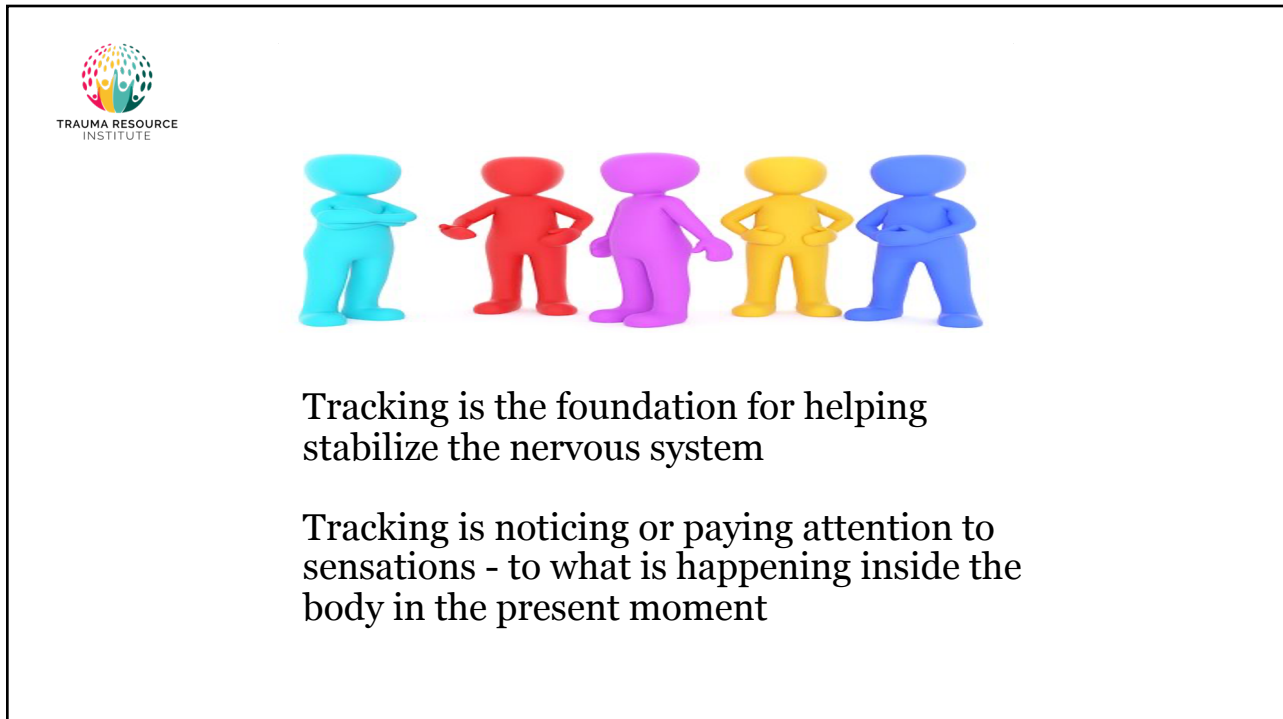 TRAUMA RESOURCE
INSTITUTE
Tracking is the foundation for helping
stabilize the nervous system
Tracking is noticing or paying attention to
sensations - to what is happening inside the
body in the present moment